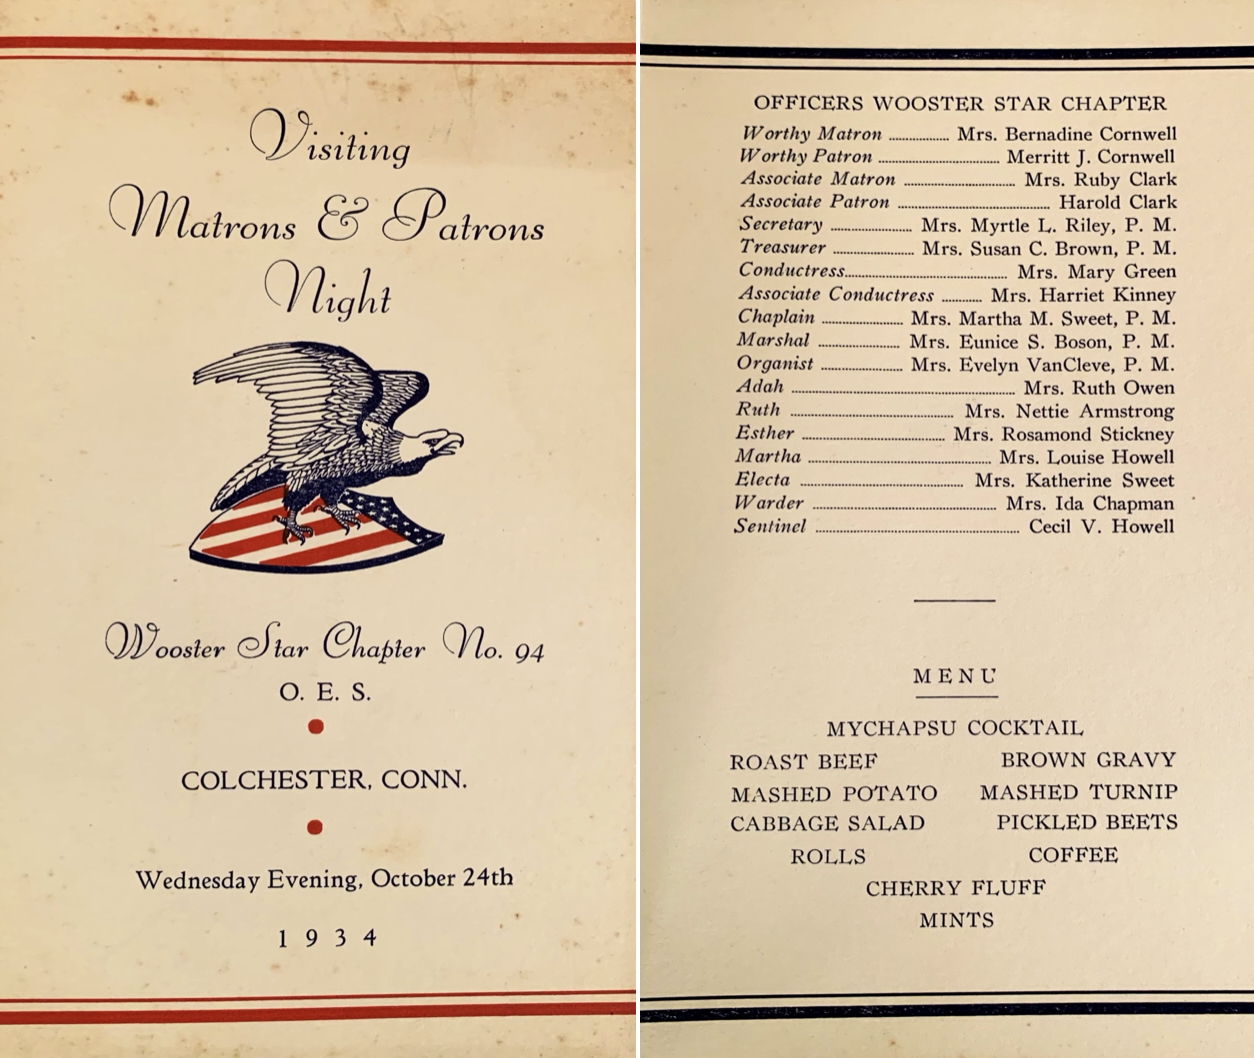 Visiting
Matrons & Patrons
Night
Wooster Star Chapter No. 94
O. E. S.
COLCHESTER, CONN.
Wednesday Evening, October 24th
1934
OFFICERS WOOSTER STAR CHAPTER
Worthy Matron ............... Mrs. Bernadine Cornwell
Worthy Patron ............... Merritt J. Cornwell
Associate Matron ............... Mrs. Ruby Clark
Associate Patron ............... Harold Clark
Secretary ............... Mrs. Myrtle L. Riley, P. M.
Treasurer ............... Mrs. Susan C. Brown, P. M.
Conductress............... Mrs. Mary Green
Associate Conductress ............... Mrs. Harriet Kinney
Chaplain ............... Mrs. Martha M. Sweet, P. M.
Marshal ............... Mrs. Eunice S. Boson, P. M.
Organist ............... Mrs. Evelyn VanCleve, P. M.
Adah ............... Mrs. Ruth Owen
Ruth ............... Mrs. Nettie Armstrong
Esther ............... Mrs. Rosamond Stickney
Martha ............... Mrs. Louise Howell
Electa ............... Mrs. Katherine Sweet
Warder ............... Mrs. Ida Chapman
Sentinel ............... Cecil V. Howell
MENU
MYCHAPSU COCKTAIL
ROAST BEEF BROWN GRAVY
MASHED POTATO MASHED TURNIP
CABBAGE SALAD PICKLED BEETS
ROLLS COFFEE
CHERRY FLUFF
MINTS